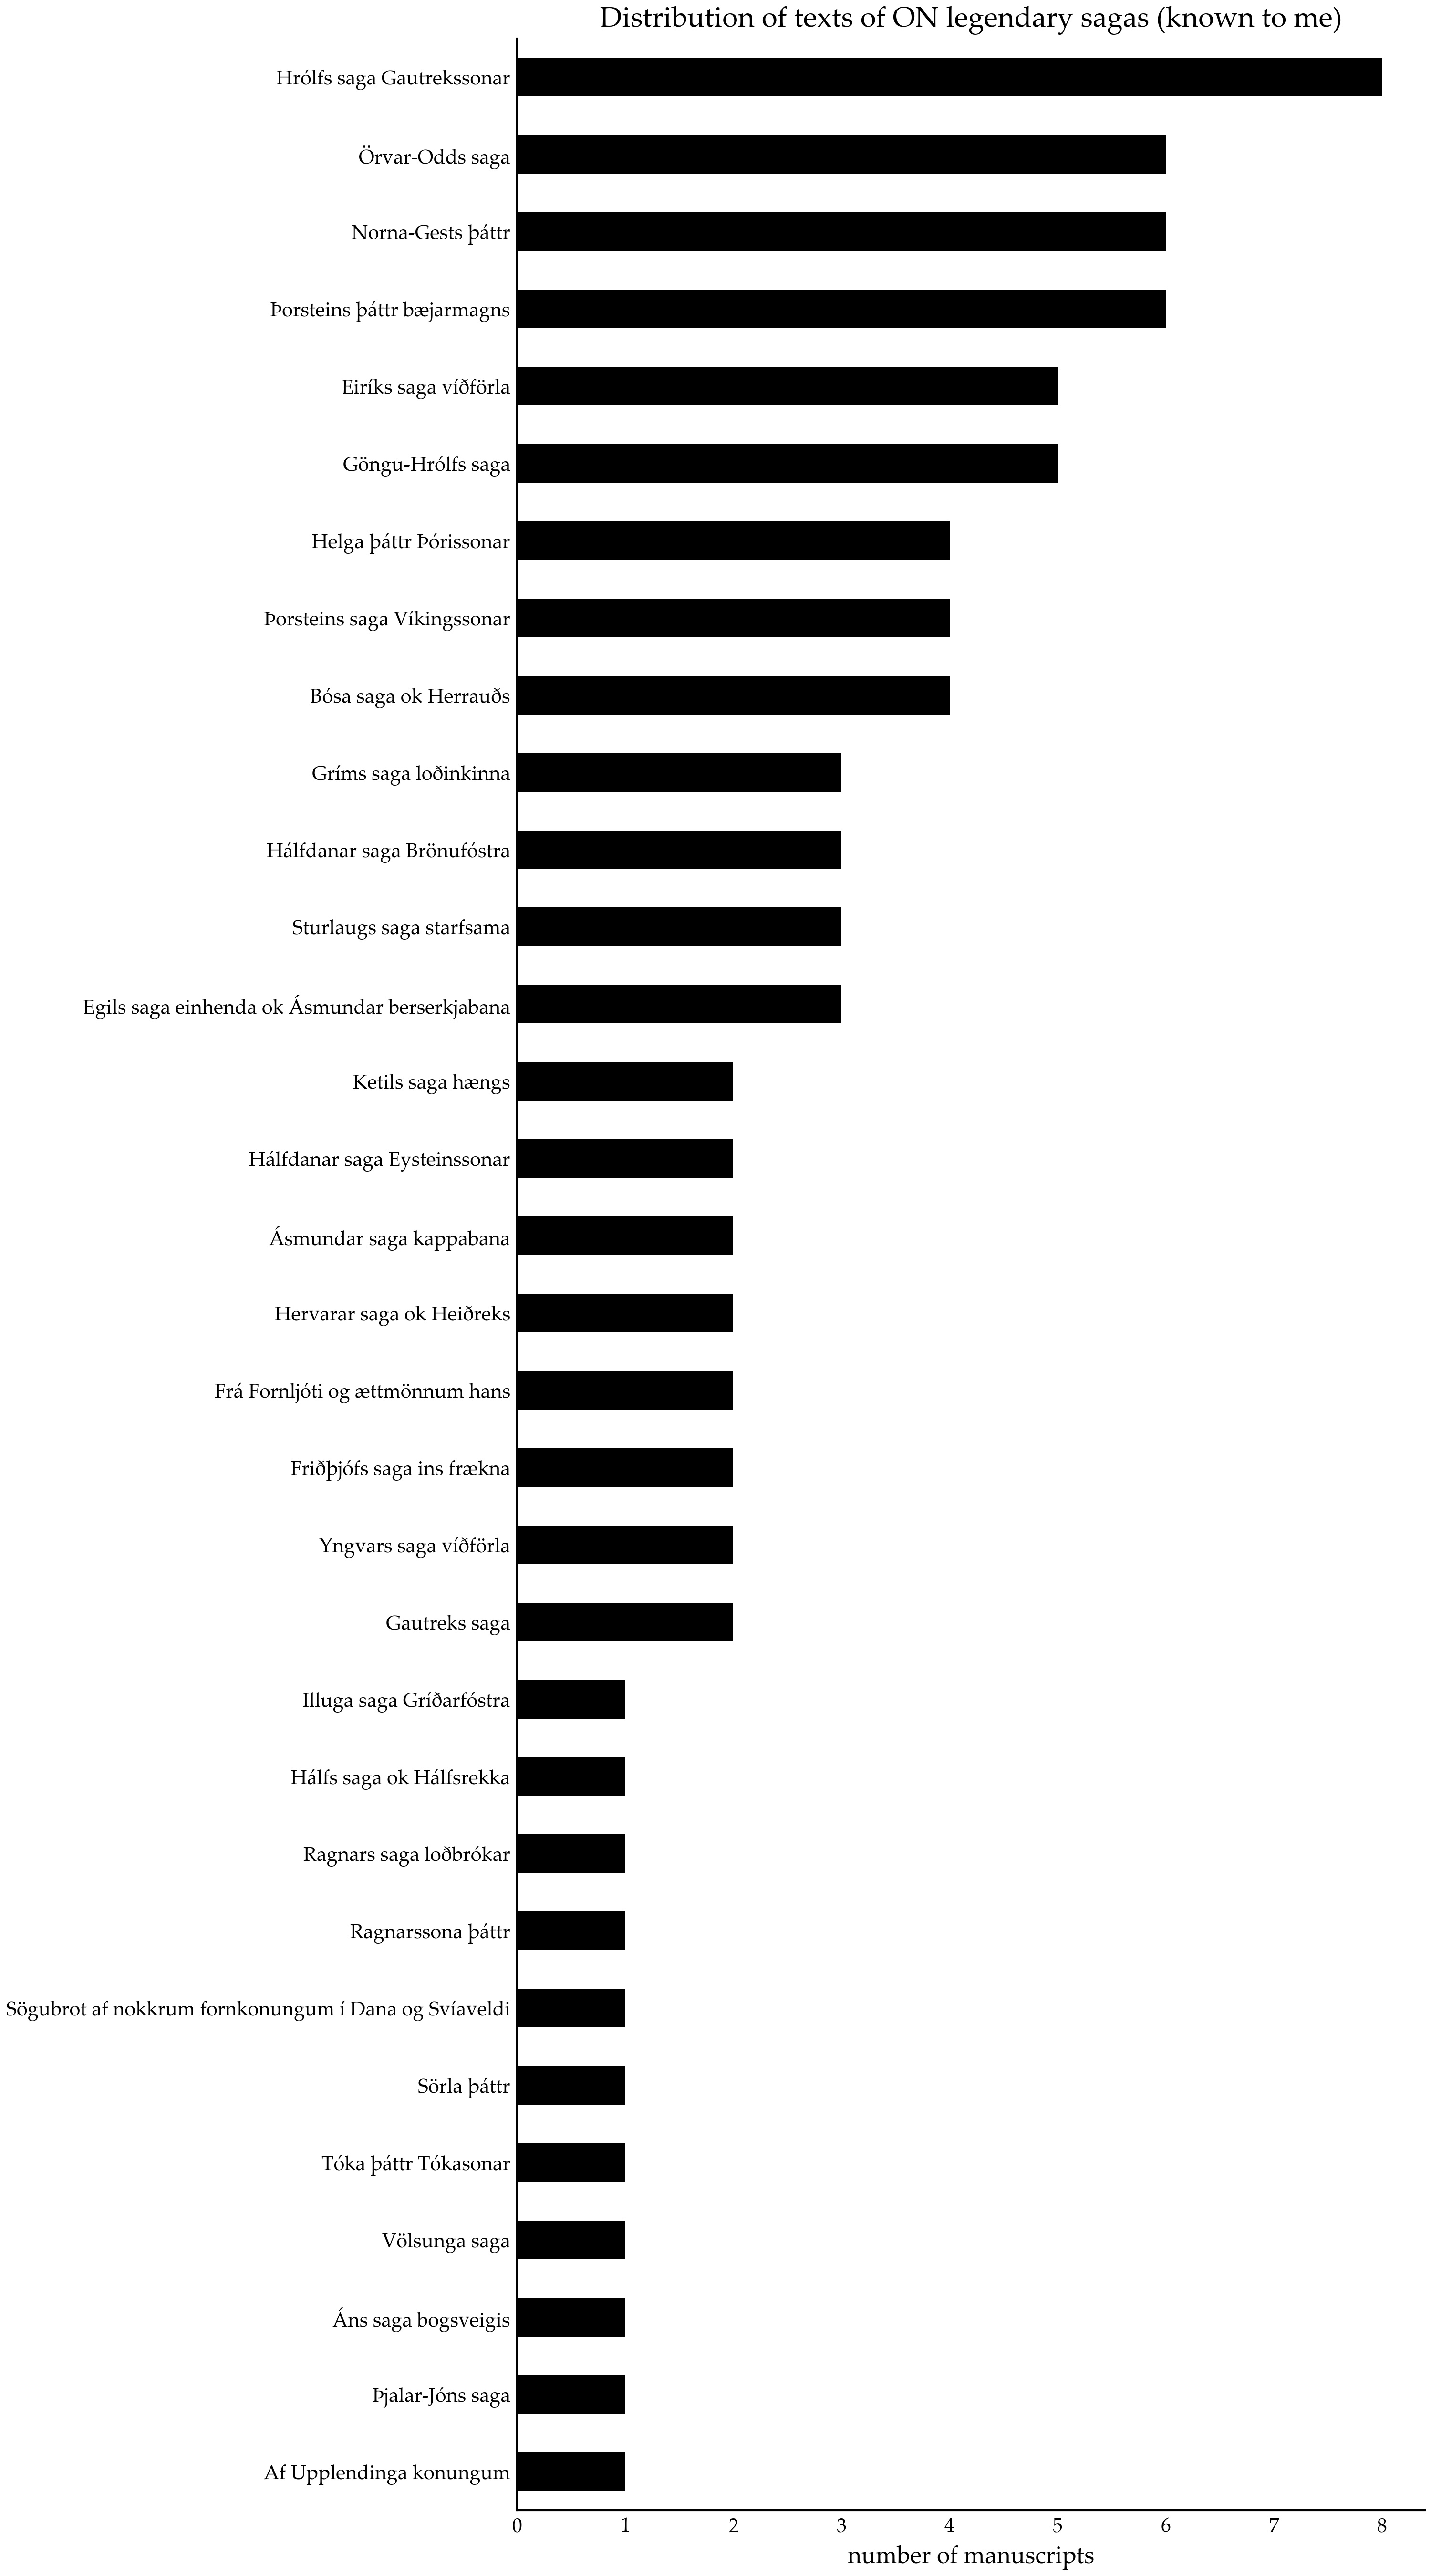 Distribution of texts of ON legendary sagas (known to me)
Hrólfs saga Gautrekssonar
Örvar-Odds saga
Norna-Gests þáttr
Þorsteins þáttr bæjarmagns
Eiríks saga víðförla
Göngu-Hrólfs saga
Helga þáttr Þórissonar
Þorsteins saga Víkingssonar
Bósa saga ok Herrauðs
Gríms saga loðinkinna
Hálfdanar saga Brönufóstra
Sturlaugs saga starfsama
Egils saga einhenda ok Ásmundar berserkjabana
Ketils saga hængs
Hálfdanar saga Eysteinssonar
Ásmundar saga kappabana
Hervarar saga ok Heiðreks
Frá Fornljóti og ættmönnum hans
Friðþjófs saga ins frækna
Yngvars saga víðförla
Gautreks saga
Illuga saga Gríðarfóstra
Hálfs saga ok Hálfsrekka
Ragnars saga loðbrókar
Ragnarssona þáttr
Sögubrot af nokkrum fornkonungum í Dana og Svíaveldi
Sörla þáttr
Tóka þáttr Tókasonar
Völsunga saga
Áns saga bogsveigis
Þjalar-Jóns saga
Af Upplendinga konungum
0 1 2 3 4 5 6 7 8
number of manuscripts